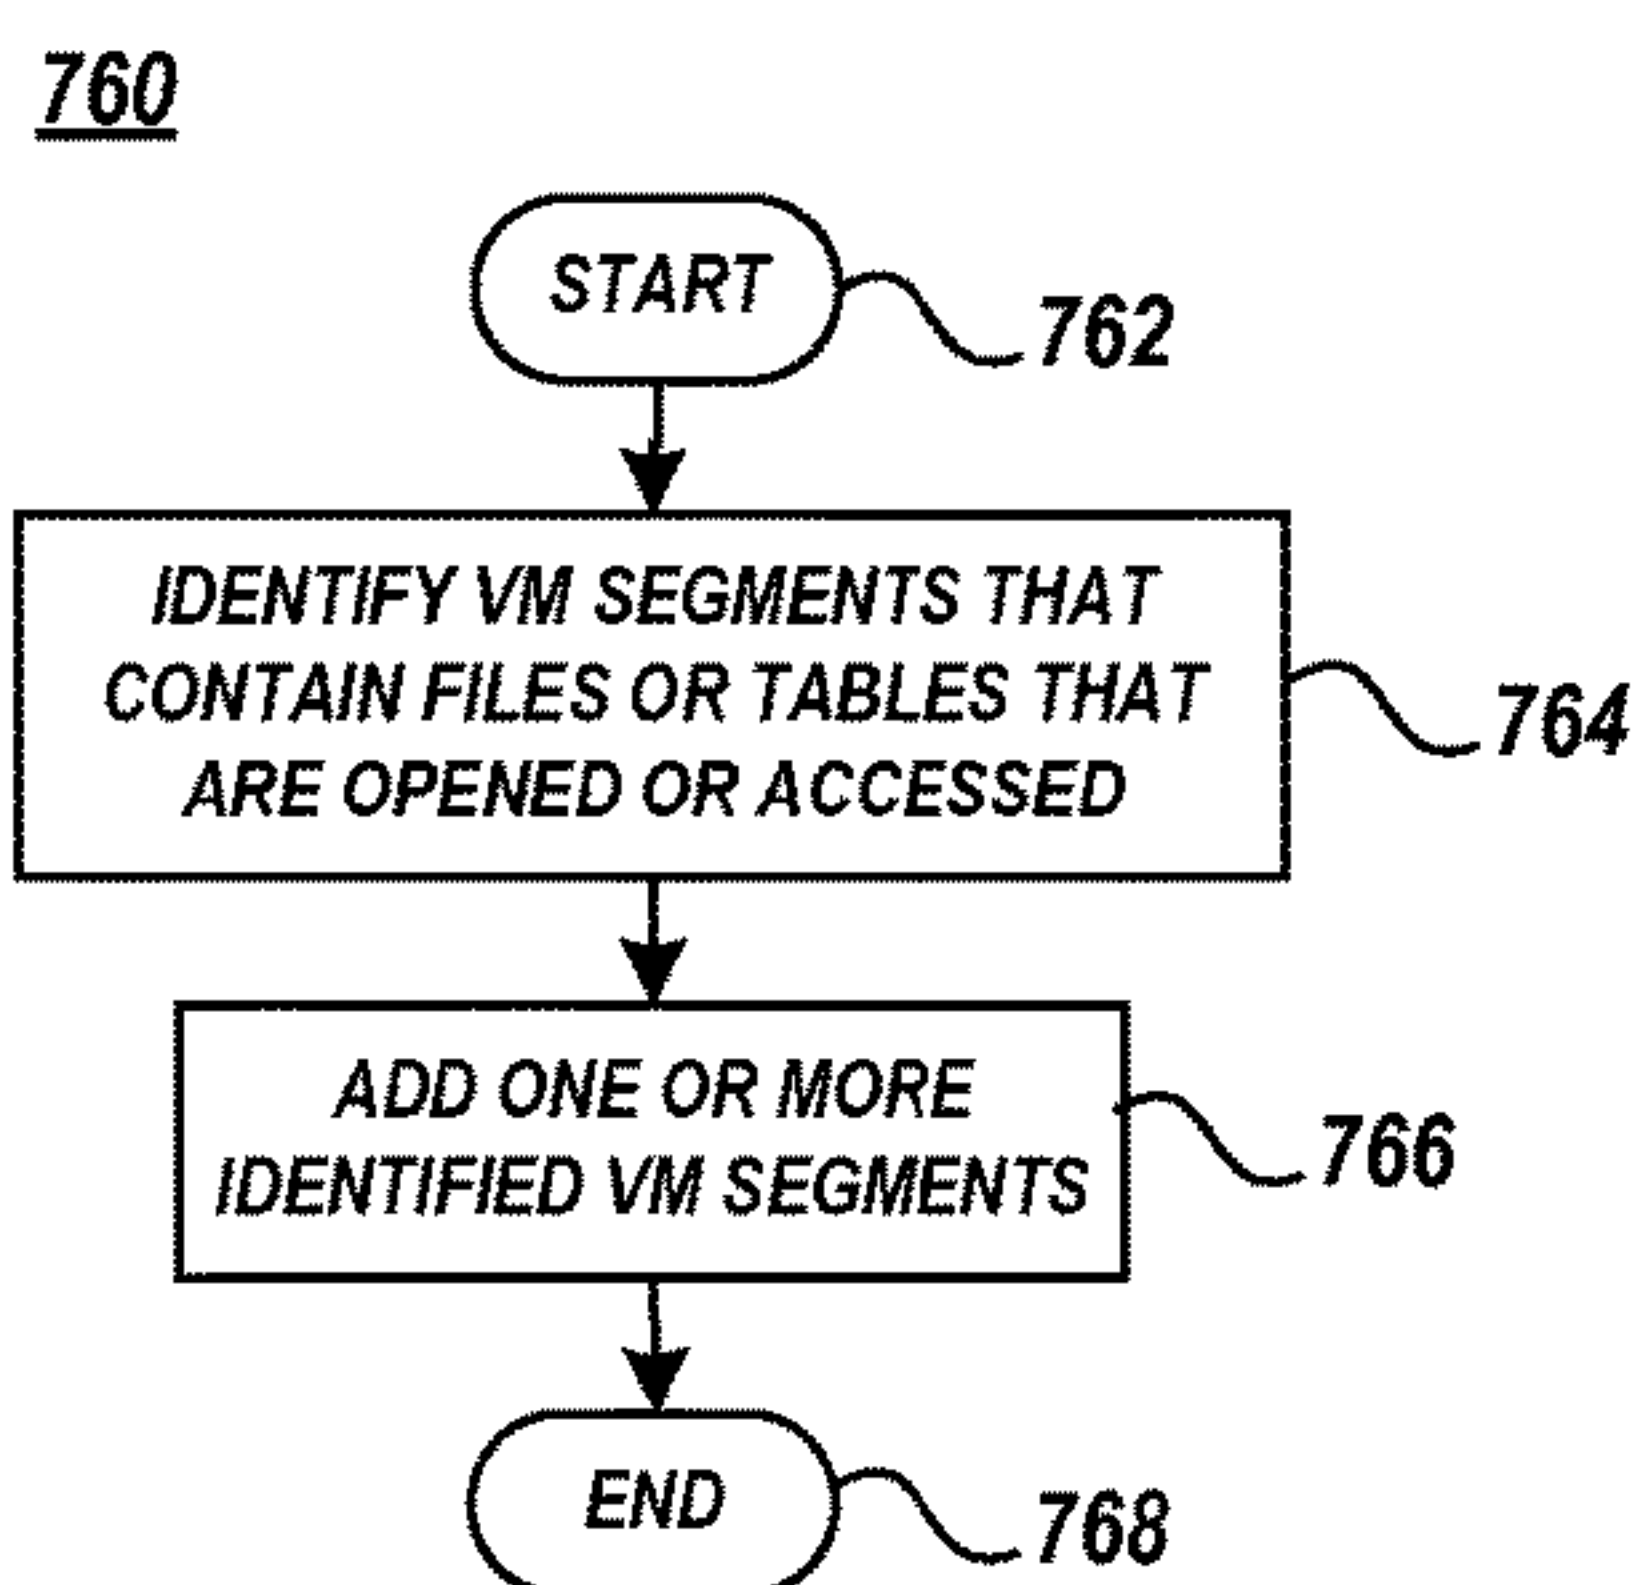 760
START
762
IDENTIFY VM SEGMENTS THAT
CONTAIN FILES OR TABLES THAT
ARE OPENED OR ACCESSED
764
ADD ONE OR MORE
IDENTIFIED VM SEGMENTS
766
END
768